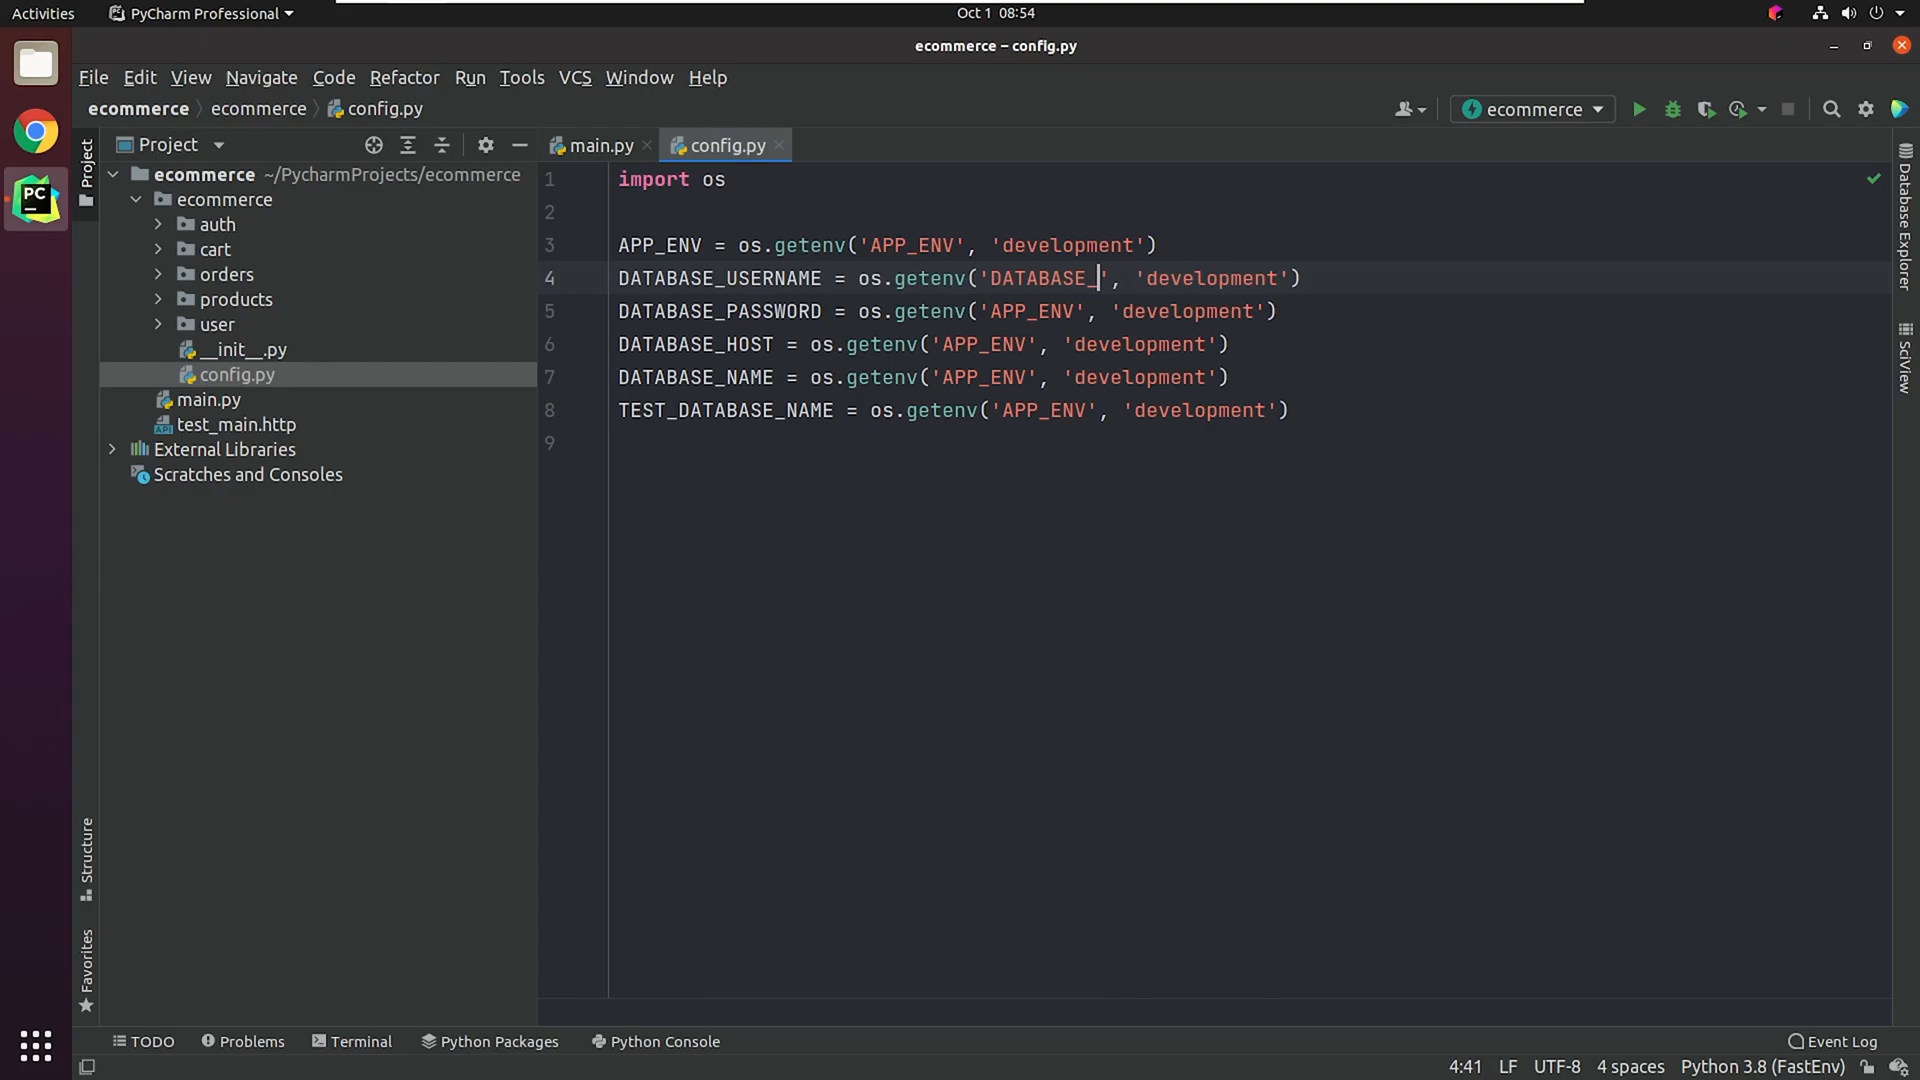 Activities
PyCharm Professional
Oct 1 08:54
ecommerce – config.py
File Edit View Navigate Code Refactor Run Tools VCS Window Help
ecommerce ecommerce config.py
ecommerce
Project
Project
main.py
config.py
ecommerce ~/PycharmProjects/ecommerce
ecommerce
auth
cart
orders
products
user
__init__.py
config.py
main.py
API
test_main.http
External Libraries
Scratches and Consoles
PC
1 import os
2
3 APP_ENV = os.getenv('APP_ENV', 'development')
4 DATABASE_USERNAME = os.getenv('DATABASE_', 'development')
5 DATABASE_PASSWORD = os.getenv('APP_ENV', 'development')
6 DATABASE_HOST = os.getenv('APP_ENV', 'development')
7 DATABASE_NAME = os.getenv('APP_ENV', 'development')
8 TEST_DATABASE_NAME = os.getenv('APP_ENV', 'development')
9
Database Explorer
SciView
Structure
Favorites
TODO
Problems
Terminal
Python Packages
Python Console
Event Log
4:41 LF UTF-8 4 spaces Python 3.8 (FastEnv)